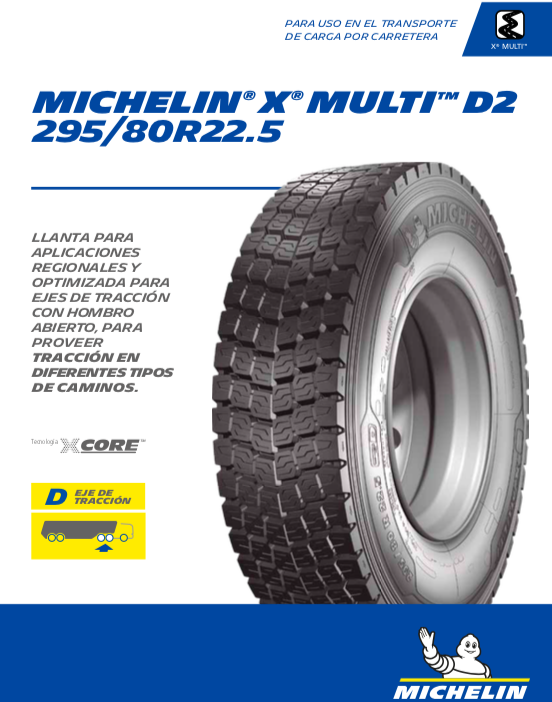 PARA USO EN EL TRANSPORTE
DE CARGA POR CARRETERA
X® MULTI™
MICHELIN® X® MULTI™ D2
295/80R22.5
LLANTA PARA
APLICACIONES
REGIONALES Y
OPTIMIZADA PARA
EJES DE TRACCIÓN
CON HOMBRO
ABIERTO, PARA
PROVEER
TRACCIÓN EN
DIFERENTES TIPOS
DE CAMINOS.
Tecnología X CORE™
D EJE DE
TRACCIÓN
MICHELIN
MICHELIN